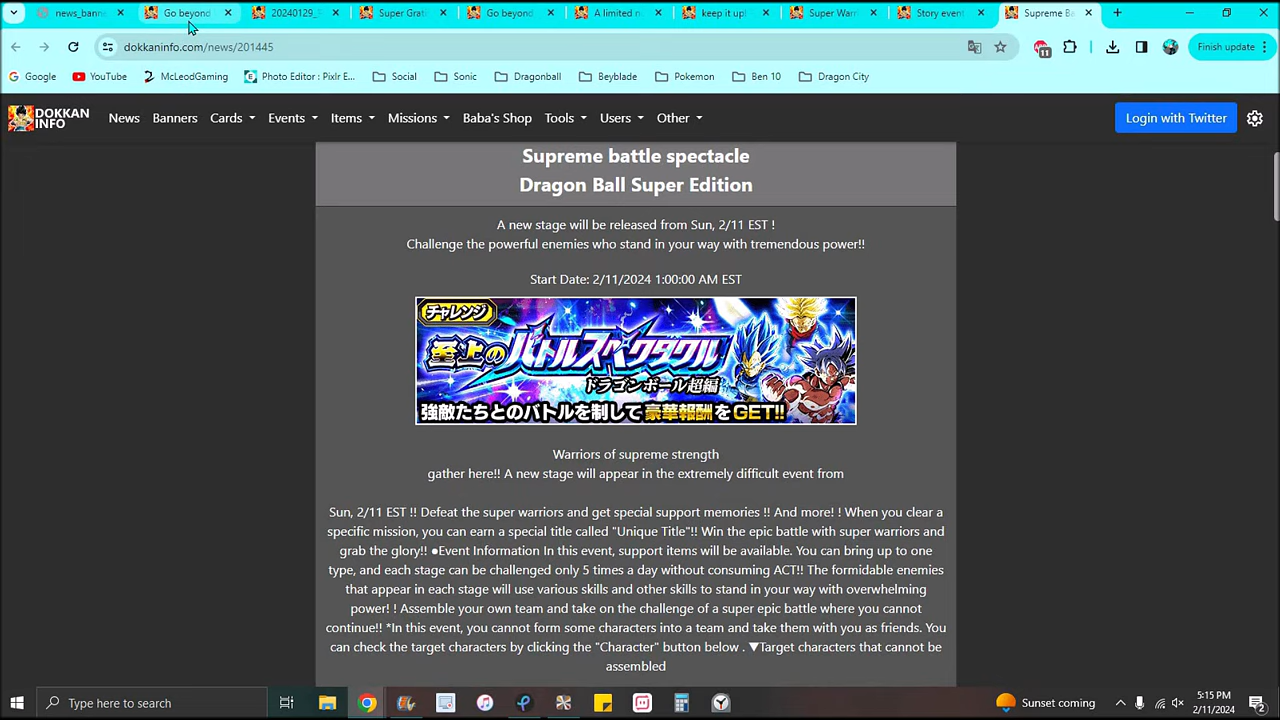 news_banne
Go beyond
20240129_
Super Grati
Go beyond
A limited n
keep it up!
Super Warr
Story event
Supreme Ba
dokkaninfo.com/news/201445
11
Finish update
Google
YouTube
McLeodGaming
Photo Editor : Pixlr E...
Social
Sonic
Dragonball
Beyblade
Pokemon
Ben 10
Dragon City
DOKKAN
INFO
News
Banners
Cards
Events
Items
Missions
Baba's Shop
Tools
Users
Other
Login with Twitter
Supreme battle spectacle
Dragon Ball Super Edition
A new stage will be released from Sun, 2/11 EST !
Challenge the powerful enemies who stand in your way with tremendous power!!
Start Date: 2/11/2024 1:00:00 AM EST
チャレンジ
至上のバトルスペクタクル
ドラゴンボール超編
強敵たちとのバトルを制して豪華報酬をGET!!
Warriors of supreme strength
gather here!! A new stage will appear in the extremely difficult event from
Sun, 2/11 EST !! Defeat the super warriors and get special support memories !! And more! ! When you clear a
specific mission, you can earn a special title called "Unique Title"!! Win the epic battle with super warriors and
grab the glory!! ●Event Information In this event, support items will be available. You can bring up to one
type, and each stage can be challenged only 5 times a day without consuming ACT!! The formidable enemies
that appear in each stage will use various skills and other skills to stand in your way with overwhelming
power! ! Assemble your own team and take on the challenge of a super epic battle where you cannot
continue!! *In this event, you cannot form some characters into a team and take them with you as friends. You
can check the target characters by clicking the "Character" button below . ▼Target characters that cannot be
assembled
Type here to search
Sunset coming
5:15 PM
2/11/2024
2